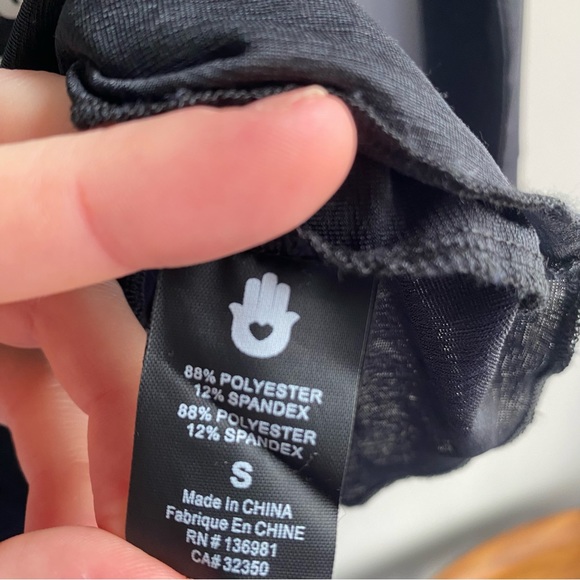 88% POLYESTER
12% SPANDEX
88% POLYESTER
12% SPANDEX
S
Made in CHINA
Fabrique En CHINE
RN # 136981
CA# 32350